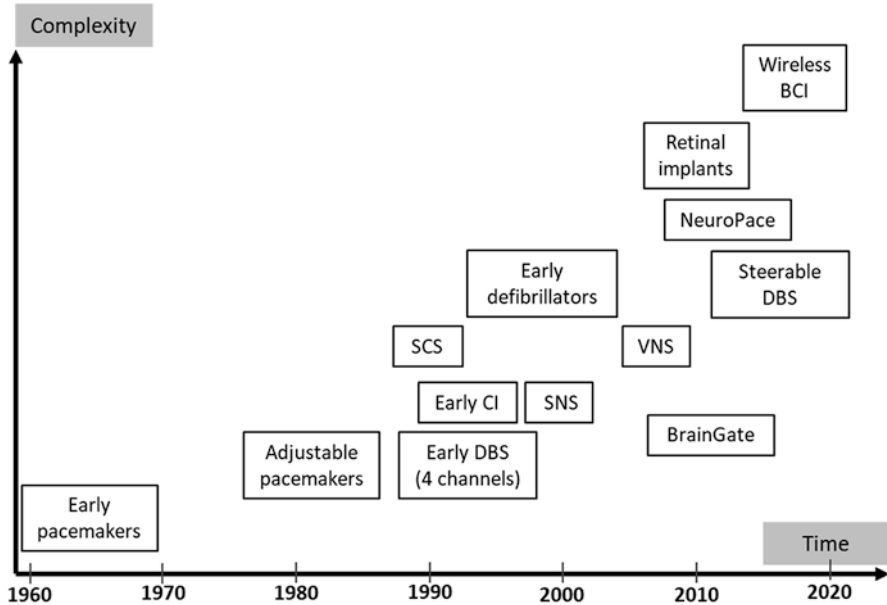 Complexity
Wireless
BCI
Retinal
implants
NeuroPace
Early
defibrillators
Steerable
DBS
SCS
VNS
Early CI
SNS
BrainGate
Adjustable
pacemakers
Early DBS
(4 channels)
Early
pacemakers
Time
1960
1970
1980
1990
2000
2010
2020